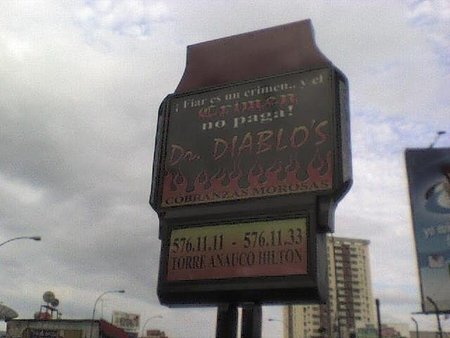 ¡ Fiar es un crimen.. y el
Crimen
no paga!
Dr. DIABLO'S
COBRANZAS MOROSAS
576.11.11 - 576.11.33
TORRE ANAUCO HILTON